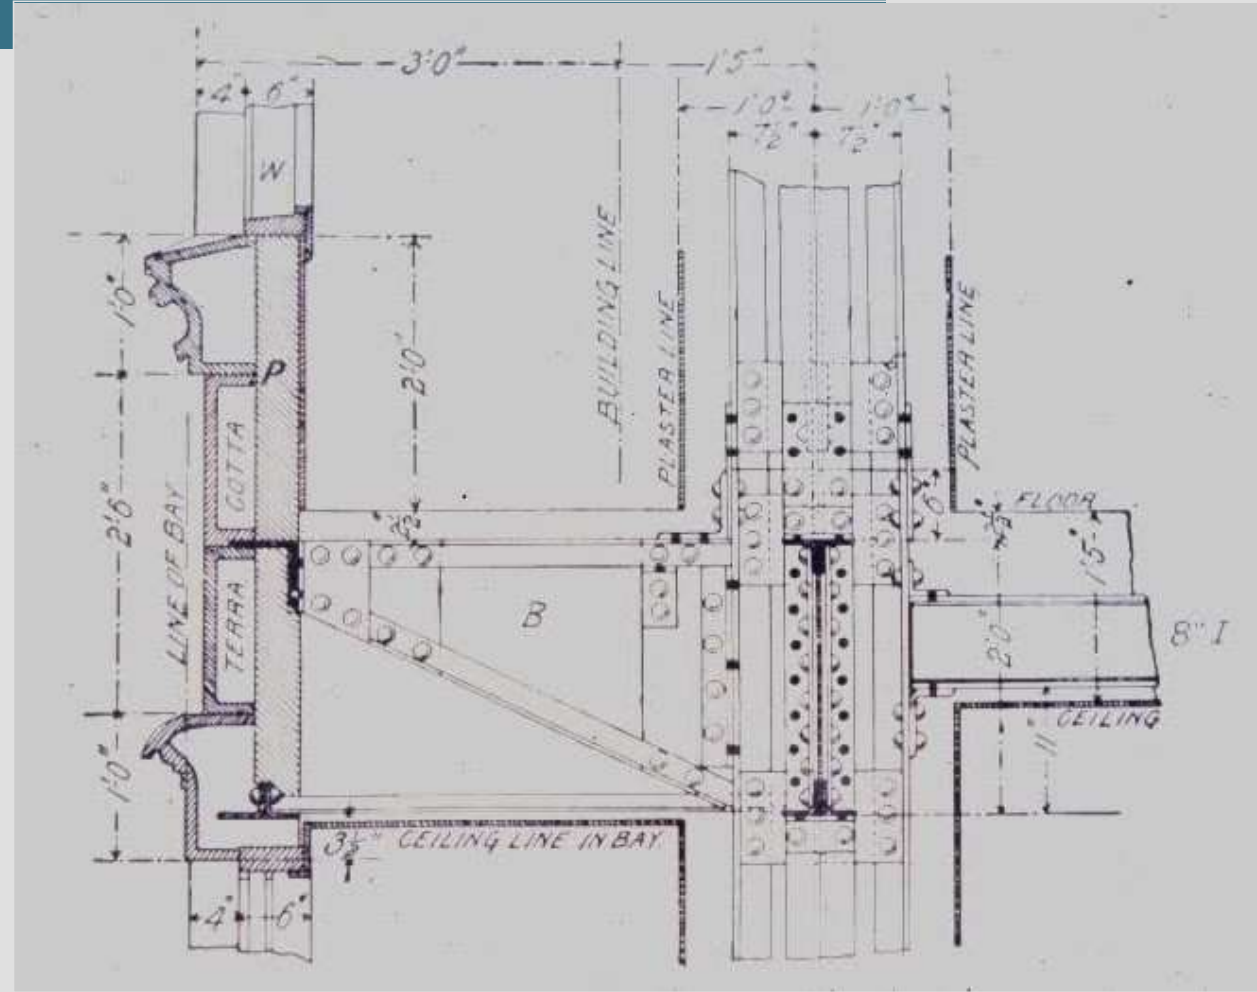 3'0"
1'5"
4"
6"
1'0"
1'0"
7½"
7½"
W
1'0"
2'0"
BUILDING LINE
PLASTER LINE
PLASTER LINE
P
2'6"
LINE OF BAY
COTTA
TERRA
6"
FLOOR
1'5"
B
2'0"
8" I
CEILING
11"
1'0"
3½"
CEILING LINE IN BAY.
4"
6"